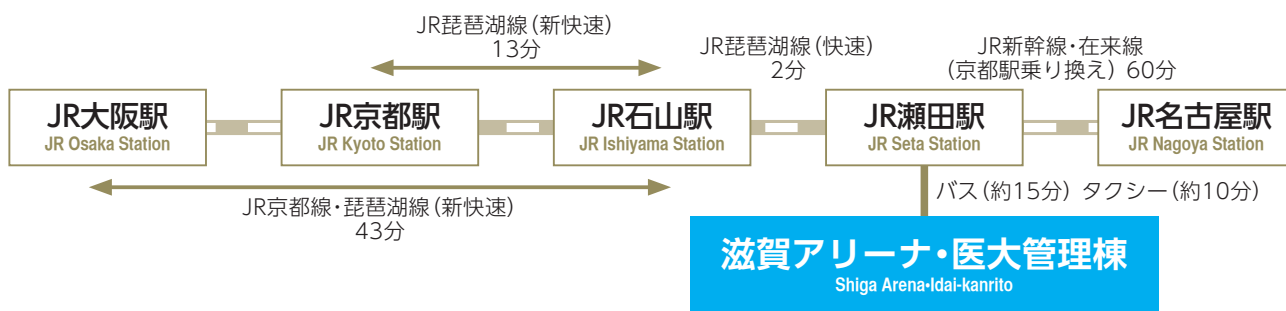 JR琵琶湖線(新快速)
13分
JR琵琶湖線(快速)
2分
JR新幹線・在来線
(京都駅乗り換え) 60分
JR大阪駅
JR Osaka Station
JR京都駅
JR Kyoto Station
JR石山駅
JR Ishiyama Station
JR瀬田駅
JR Seta Station
JR名古屋駅
JR Nagoya Station
JR京都線・琵琶湖線(新快速)
43分
バス(約15分) タクシー(約10分)
滋賀アリーナ・医大管理棟
Shiga Arena・Idai-kanrito